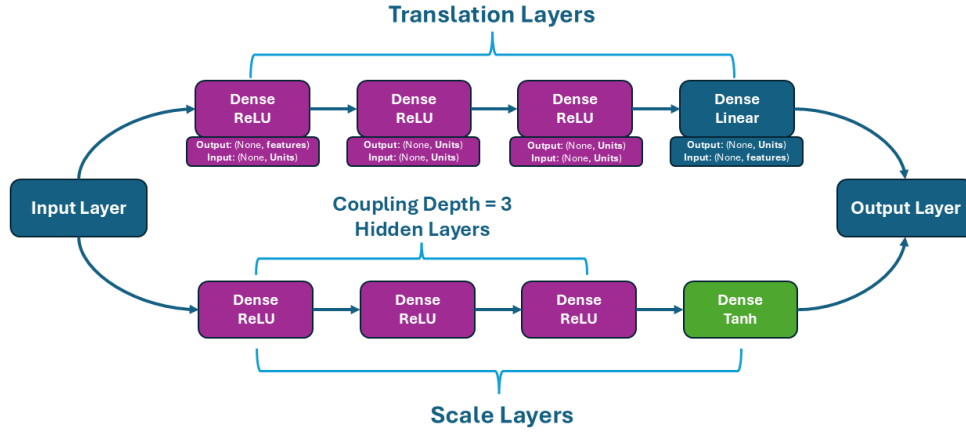 Translation Layers
Dense
ReLU
Output: (None, features)
Input: (None, Units)
Dense
ReLU
Output: (None, Units)
Input: (None, Units)
Dense
ReLU
Output: (None, Units)
Input: (None, Units)
Dense
Linear
Output: (None, Units)
Input: (None, features)
Input Layer
Coupling Depth = 3
Hidden Layers
Output Layer
Dense
ReLU
Dense
ReLU
Dense
ReLU
Dense
Tanh
Scale Layers